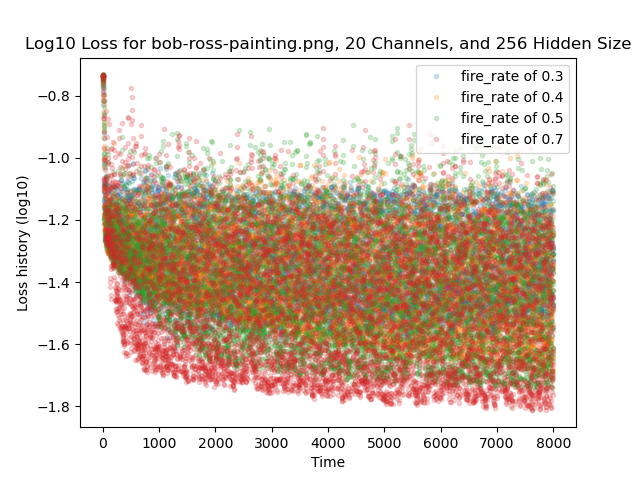 Log10 Loss for bob-ross-painting.png, 20 Channels, and 256 Hidden Size
fire_rate of 0.3
fire_rate of 0.4
fire_rate of 0.5
fire_rate of 0.7
Loss history (log10)
−0.8
−1.0
−1.2
−1.4
−1.6
−1.8
0 1000 2000 3000 4000 5000 6000 7000 8000
Time